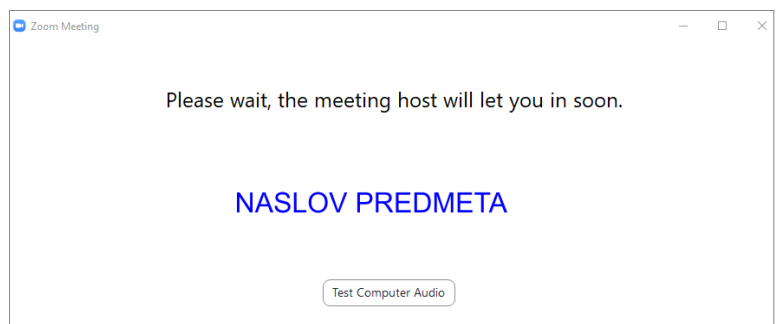 Zoom Meeting
Please wait, the meeting host will let you in soon.
NASLOV PREDMETA
Test Computer Audio